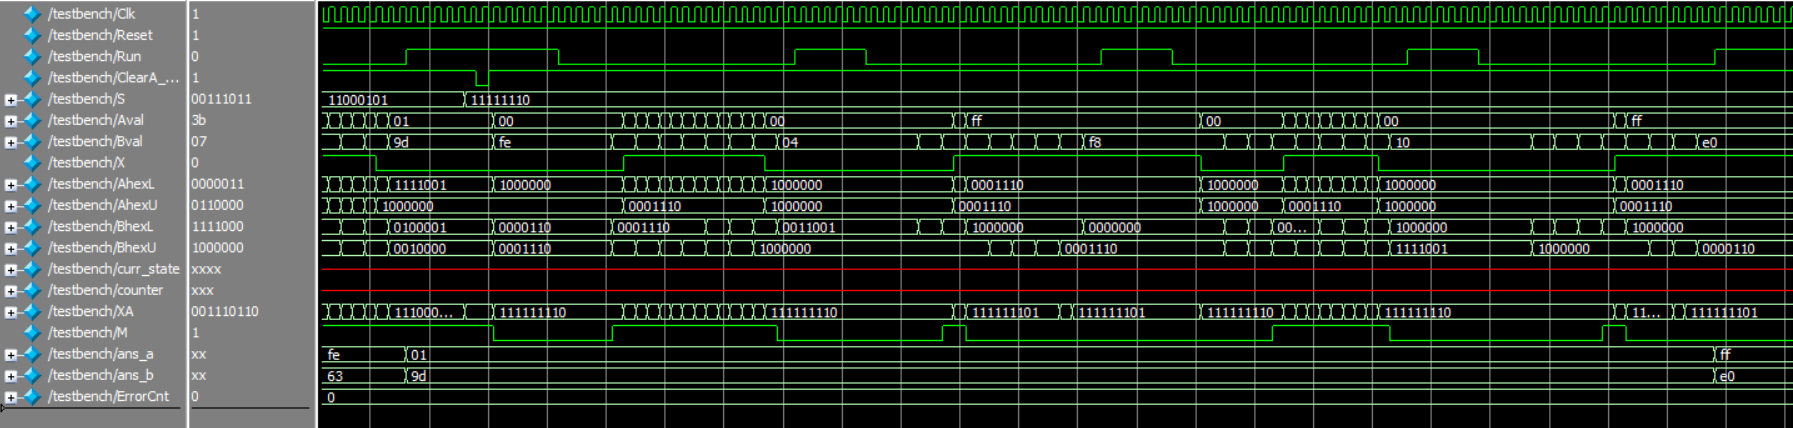 /testbench/Clk 1
/testbench/Reset 1
/testbench/Run 0
/testbench/ClearA_... 1
/testbench/S 00111011 11000101 11111110
/testbench/Aval 3b 01 00 00 ff 00 00 ff
/testbench/Bval 07 9d fe 04 f8 10 e0
/testbench/X 0
/testbench/AhexL 0000011 1111001 1000000 1000000 0001110 1000000 1000000 0001110
/testbench/AhexU 0110000 1000000 0001110 1000000 0001110 1000000 0001110 1000000 0001110
/testbench/BhexL 1111000 0100001 0000110 0001110 0011001 1000000 0000000 00... 1000000 1000000
/testbench/BhexU 1000000 0010000 0001110 1000000 0001110 1111001 1000000 0000110
/testbench/curr_state xxxx
/testbench/counter xxx
/testbench/XA 001110110 111000... 111111110 111111110 111111101 111111101 111111110 111111110 11... 111111101
/testbench/M 1
/testbench/ans_a xx fe 01 ff
/testbench/ans_b xx 63 9d e0
/testbench/ErrorCnt 0 0